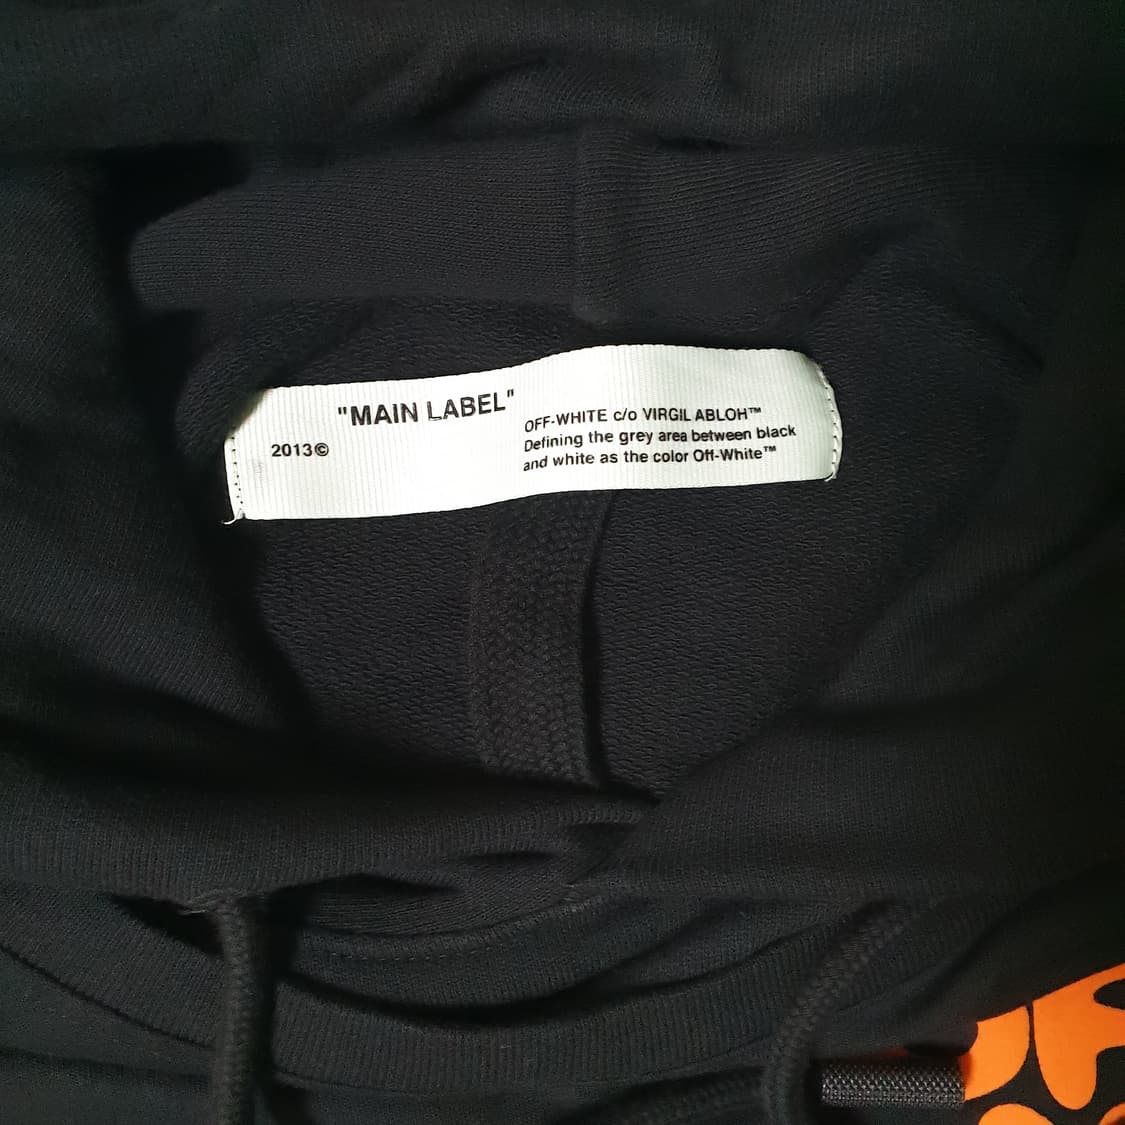 "MAIN LABEL"
2013©
OFF-WHITE c/o VIRGIL ABLOH™
Defining the grey area between black
and white as the color Off-White™